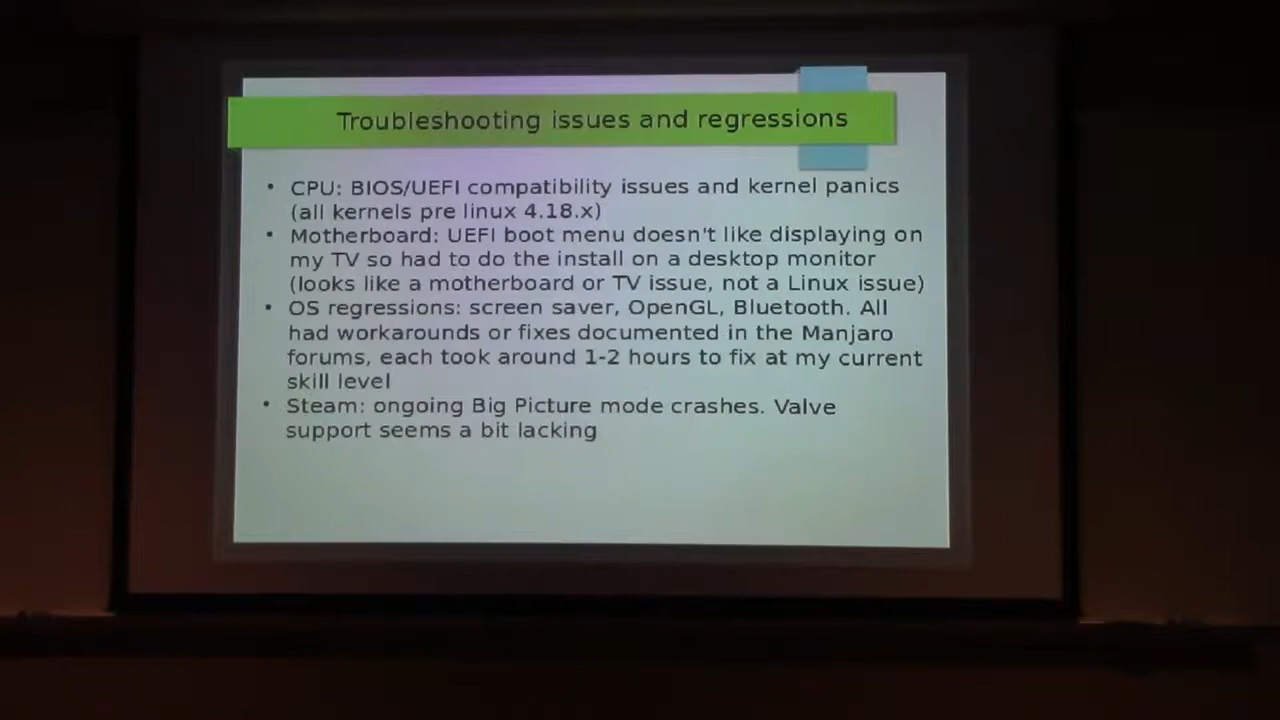 Troubleshooting issues and regressions
• CPU: BIOS/UEFI compatibility issues and kernel panics
(all kernels pre linux 4.18.x)
• Motherboard: UEFI boot menu doesn't like displaying on
my TV so had to do the install on a desktop monitor
(looks like a motherboard or TV issue, not a Linux issue)
• OS regressions: screen saver, OpenGL, Bluetooth. All
had workarounds or fixes documented in the Manjaro
forums, each took around 1-2 hours to fix at my current
skill level
• Steam: ongoing Big Picture mode crashes. Valve
support seems a bit lacking